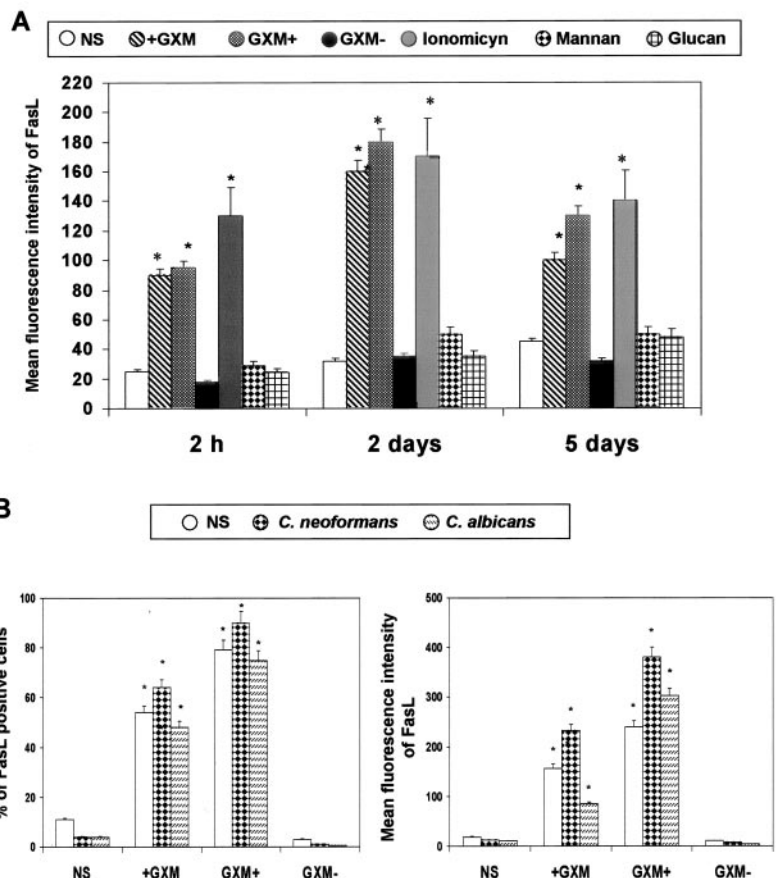 A
NS +GXM GXM+ GXM- Ionomicyn Mannan Glucan
Mean fluorescence intensity of FasL
220
200
180
160
140
120
100
80
60
40
20
0
* * * * * * * * *
2 h 2 days 5 days
B
NS C. neoformans C. albicans
% of FasL positive cells
100
80
60
40
20
0
* * * * * *
NS +GXM GXM+ GXM-
Mean fluorescence intensity
of FasL
500
400
300
200
100
0
* * * * * *
NS +GXM GXM+ GXM-